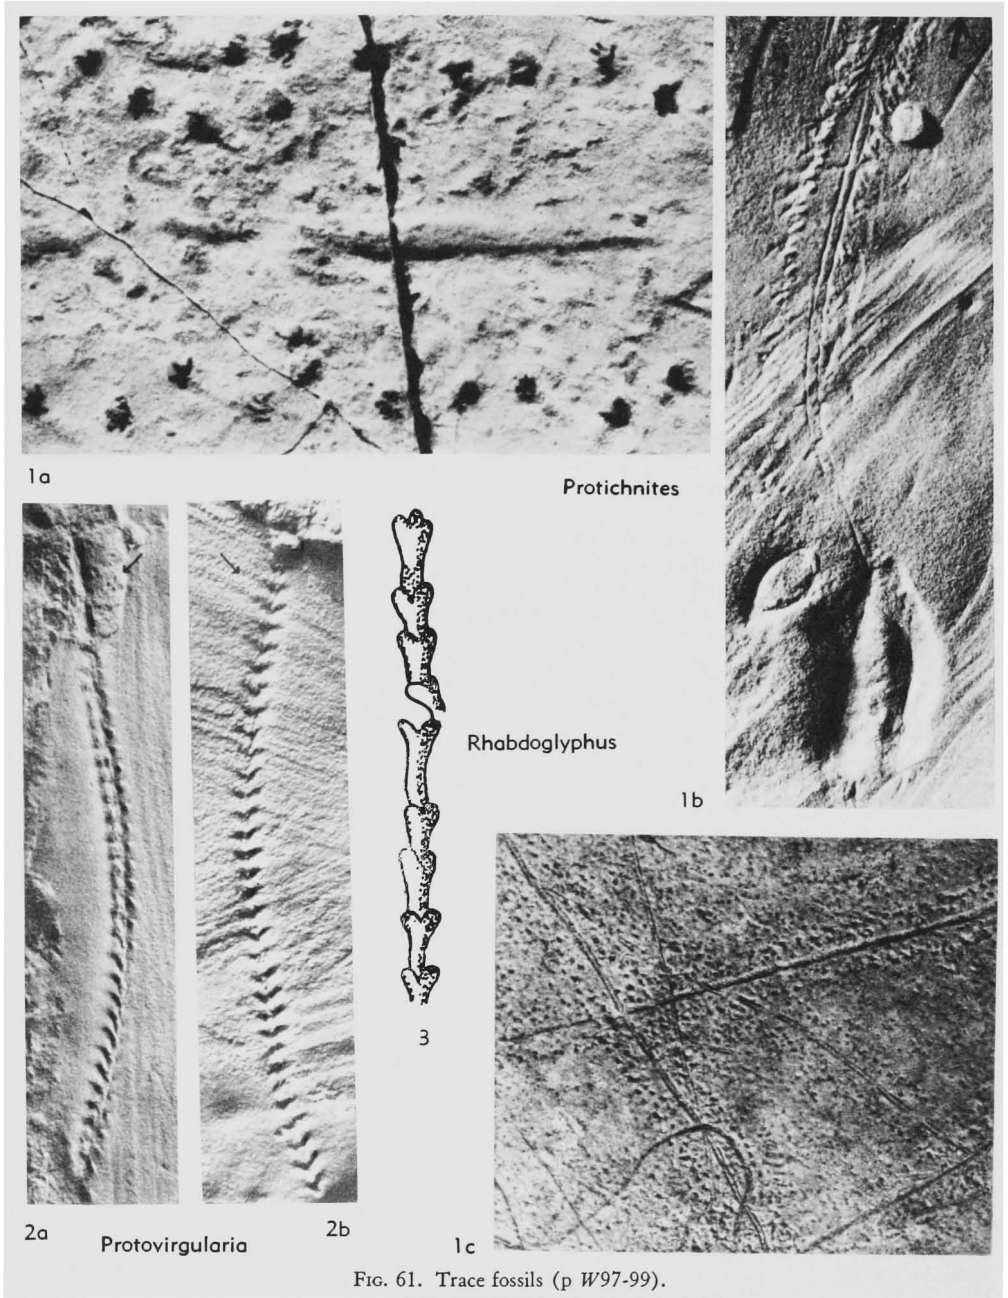 1a
Protichnites
Rhabdoglyphus
1b
3
2a
Protovirgularia
2b
1c
FIG. 61. Trace fossils (p W97-99).